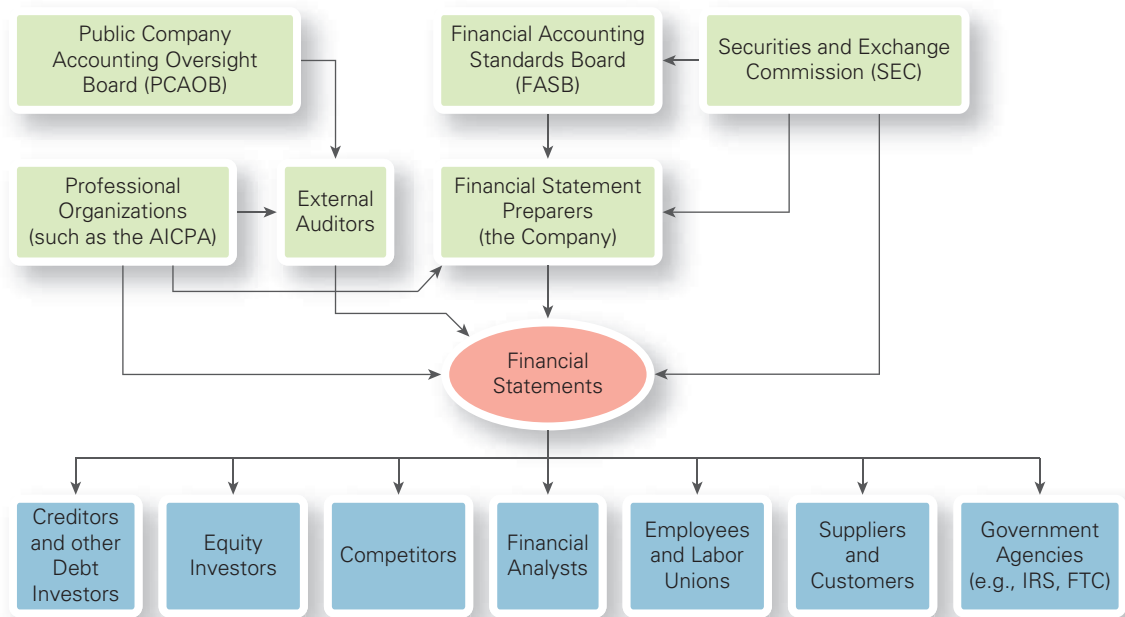 Public Company
Accounting Oversight
Board (PCAOB)
Financial Accounting
Standards Board
(FASB)
Securities and Exchange
Commission (SEC)
Professional
Organizations
(such as the AICPA)
External
Auditors
Financial Statement
Preparers
(the Company)
Financial
Statements
Creditors
and other
Debt
Investors
Equity
Investors
Competitors
Financial
Analysts
Employees
and Labor
Unions
Suppliers
and
Customers
Government
Agencies
(e.g., IRS, FTC)